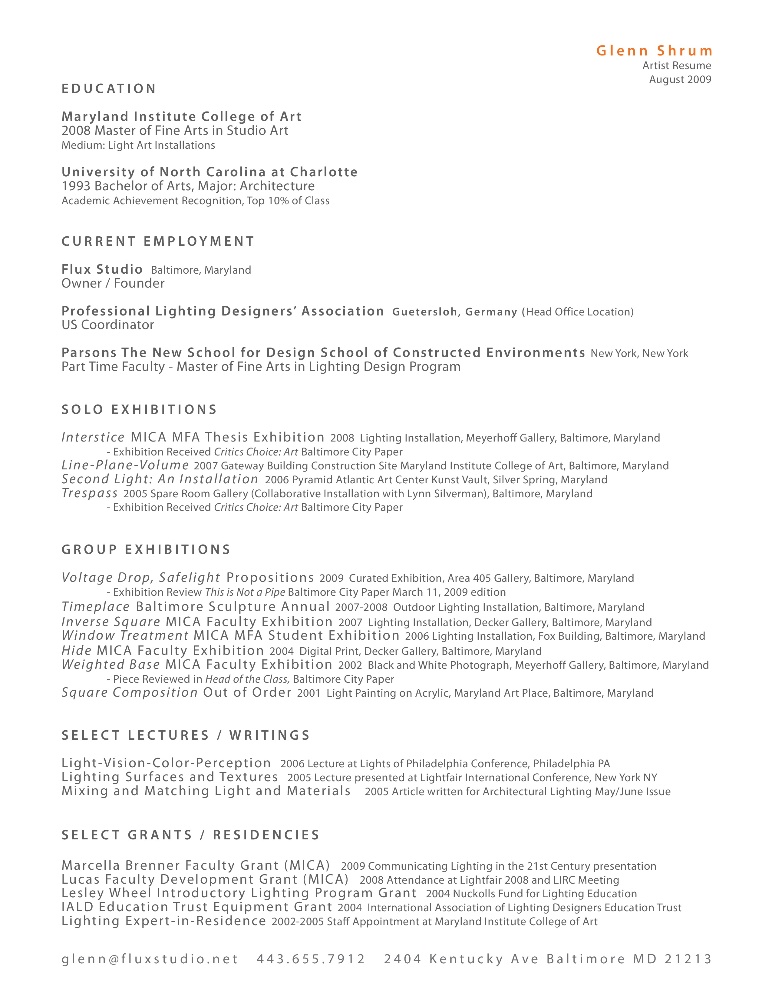 Glenn Shrum
Artist Resume
August 2009
EDUCATION
Maryland Institute College of Art
2008 Master of Fine Arts in Studio Art
Medium: Light Art Installations
University of North Carolina at Charlotte
1993 Bachelor of Arts, Major: Architecture
Academic Achievement Recognition, Top 10% of Class
CURRENT EMPLOYMENT
Flux Studio Baltimore, Maryland
Owner / Founder
Professional Lighting Designers' Association Guetersloh, Germany (Head Office Location)
US Coordinator
Parsons The New School for Design School of Constructed Environments New York, New York
Part Time Faculty - Master of Fine Arts in Lighting Design Program
SOLO EXHIBITIONS
Interstice MICA MFA Thesis Exhibition 2008 Lighting Installation, Meyerhoff Gallery, Baltimore, Maryland
- Exhibition Received Critics Choice: Art Baltimore City Paper
Line-Plane-Volume 2007 Gateway Building Construction Site Maryland Institute College of Art, Baltimore, Maryland
Second Light: An Installation 2006 Pyramid Atlantic Art Center Kunst Vault, Silver Spring, Maryland
Trespass 2005 Spare Room Gallery (Collaborative Installation with Lynn Silverman), Baltimore, Maryland
- Exhibition Received Critics Choice: Art Baltimore City Paper
GROUP EXHIBITIONS
Voltage Drop, Safelight Propositions 2009 Curated Exhibition, Area 405 Gallery, Baltimore, Maryland
- Exhibition Review This is Not a Pipe Baltimore City Paper March 11, 2009 edition
Timeplace Baltimore Sculpture Annual 2007-2008 Outdoor Lighting Installation, Baltimore, Maryland
Inverse Square MICA Faculty Exhibition 2007 Lighting Installation, Decker Gallery, Baltimore, Maryland
Window Treatment MICA MFA Student Exhibition 2006 Lighting Installation, Fox Building, Baltimore, Maryland
Hide MICA Faculty Exhibition 2004 Digital Print, Decker Gallery, Baltimore, Maryland
Weighted Base MICA Faculty Exhibition 2002 Black and White Photograph, Meyerhoff Gallery, Baltimore, Maryland
- Piece Reviewed in Head of the Class, Baltimore City Paper
Square Composition Out of Order 2001 Light Painting on Acrylic, Maryland Art Place, Baltimore, Maryland
SELECT LECTURES / WRITINGS
Light-Vision-Color-Perception 2006 Lecture at Lights of Philadelphia Conference, Philadelphia PA
Lighting Surfaces and Textures 2005 Lecture presented at Lightfair International Conference, New York NY
Mixing and Matching Light and Materials 2005 Article written for Architectural Lighting May/June Issue
SELECT GRANTS / RESIDENCIES
Marcella Brenner Faculty Grant (MICA) 2009 Communicating Lighting in the 21st Century presentation
Lucas Faculty Development Grant (MICA) 2008 Attendance at Lightfair 2008 and LIRC Meeting
Lesley Wheel Introductory Lighting Program Grant 2004 Nuckolls Fund for Lighting Education
IALD Education Trust Equipment Grant 2004 International Association of Lighting Designers Education Trust
Lighting Expert-in-Residence 2002-2005 Staff Appointment at Maryland Institute College of Art
glenn@fluxstudio.net 443.655.7912 2404 Kentucky Ave Baltimore MD 21213